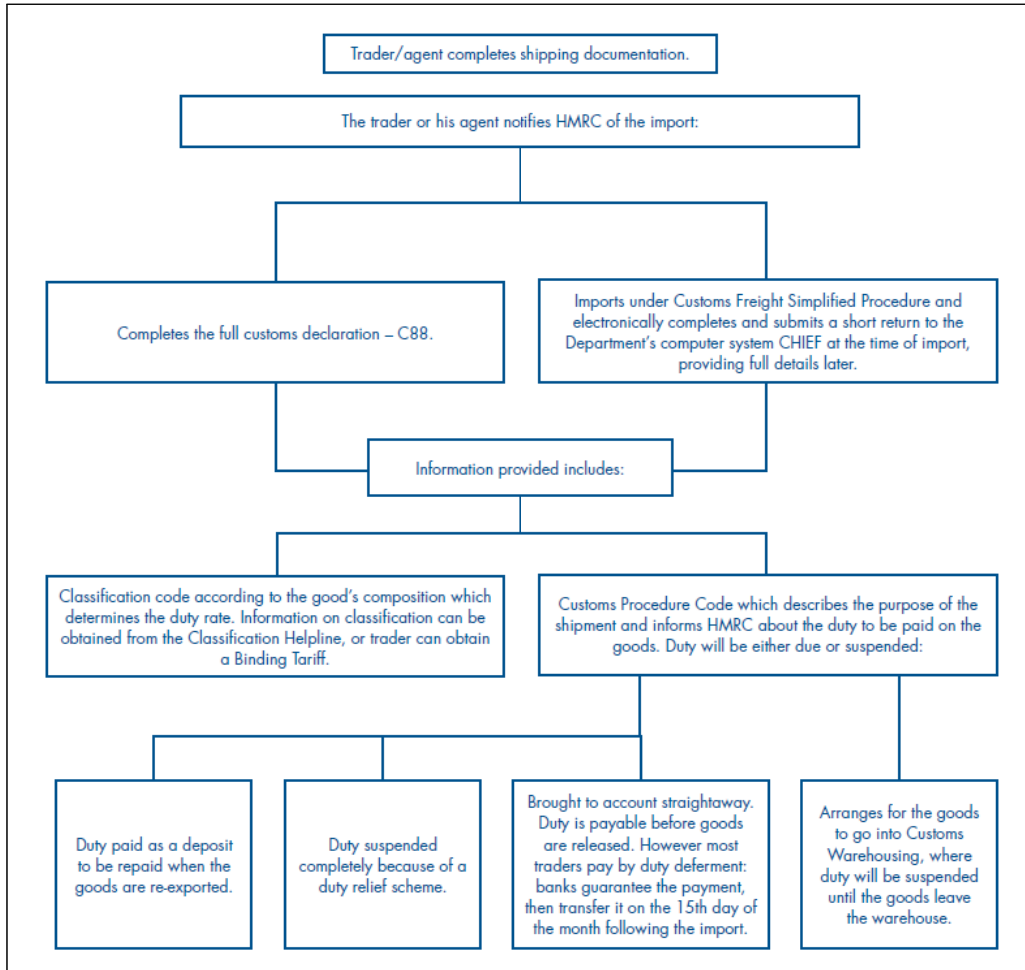 Trader/agent completes shipping documentation.
The trader or his agent notifies HMRC of the import:
Completes the full customs declaration – C88.
Imports under Customs Freight Simplified Procedure and
electronically completes and submits a short return to the
Department's computer system CHIEF at the time of import,
providing full details later.
Information provided includes:
Classification code according to the good's composition which
determines the duty rate. Information on classification can be
obtained from the Classification Helpline, or trader can obtain
a Binding Tariff.
Customs Procedure Code which describes the purpose of the
shipment and informs HMRC about the duty to be paid on the
goods. Duty will be either due or suspended:
Duty paid as a deposit
to be repaid when the
goods are re-exported.
Duty suspended
completely because of a
duty relief scheme.
Brought to account straightaway.
Duty is payable before goods
are released. However most
traders pay by duty deferment:
banks guarantee the payment,
then transfer it on the 15th day of
the month following the import.
Arranges for the goods
to go into Customs
Warehousing, where
duty will be suspended
until the goods leave
the warehouse.